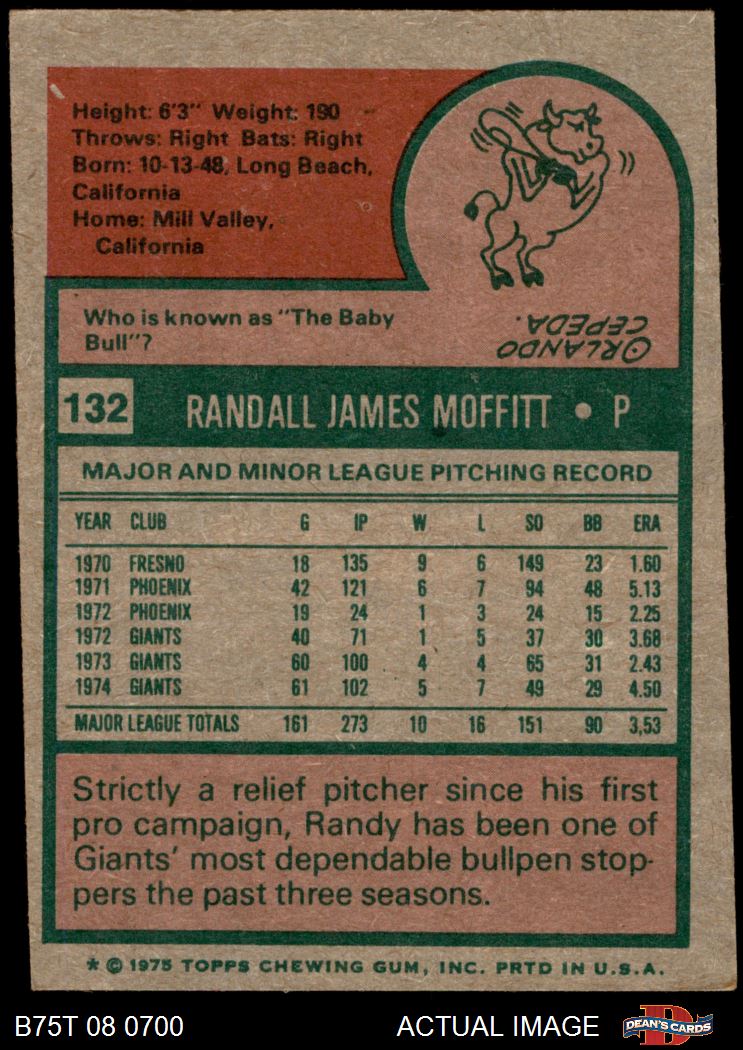 Height: 6'3" Weight: 190
Throws: Right Bats: Right
Born: 10-13-48, Long Beach,
California
Home: Mill Valley,
California
Who is known as "The Baby
Bull"?
ORLANDO
CEPEDA.
132 RANDALL JAMES MOFFITT • P
MAJOR AND MINOR LEAGUE PITCHING RECORD
YEAR CLUB G IP W L SO BB ERA
1970 FRESNO 18 135 9 6 149 23 1.60
1971 PHOENIX 42 121 6 7 94 48 5.13
1972 PHOENIX 19 24 1 3 24 15 2.25
1972 GIANTS 40 71 1 5 37 30 3.68
1973 GIANTS 60 100 4 4 65 31 2.43
1974 GIANTS 61 102 5 7 49 29 4.50
MAJOR LEAGUE TOTALS 161 273 10 16 151 90 3,53
Strictly a relief pitcher since his first
pro campaign, Randy has been one of
Giants' most dependable bullpen stop-
pers the past three seasons.
* © 1975 TOPPS CHEWING GUM, INC. PRTD IN U.S.A.
B75T 08 0700 ACTUAL IMAGE D DEAN'S CARDS